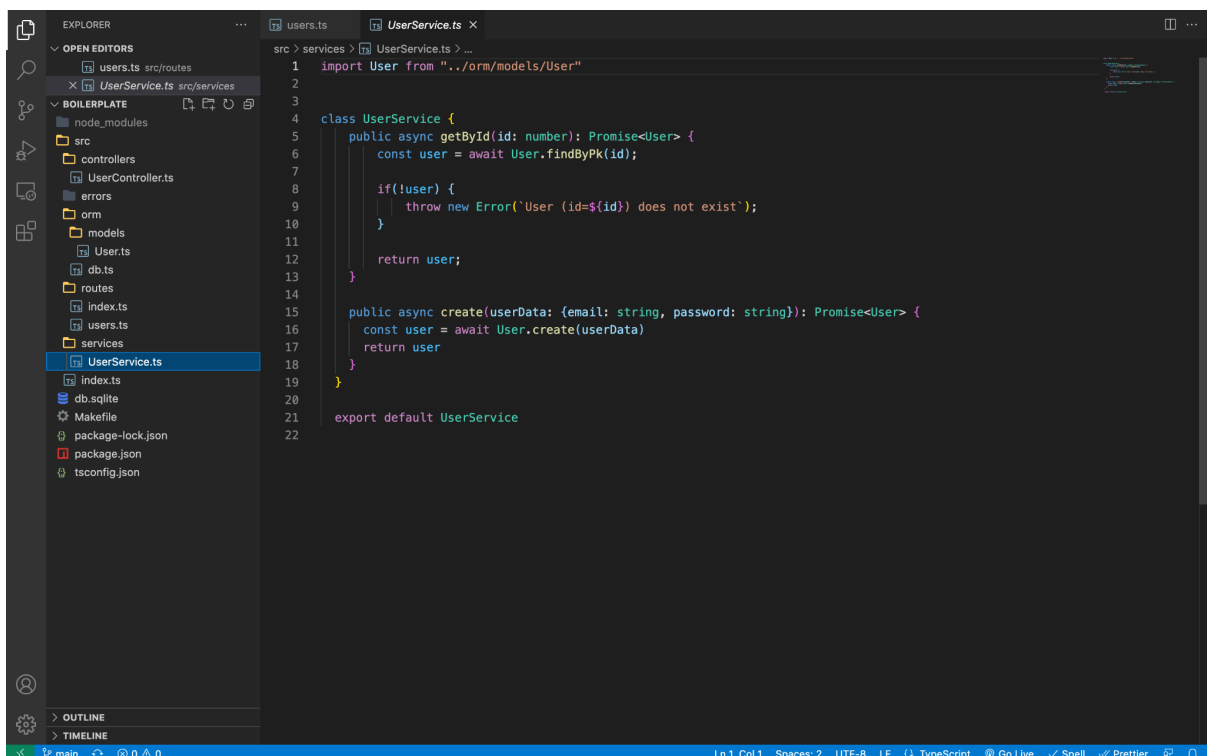 EXPLORER
OPEN EDITORS
users.ts src/routes
UserService.ts src/services
BOILERPLATE
node_modules
src
controllers
UserController.ts
errors
orm
models
User.ts
db.ts
routes
index.ts
users.ts
services
UserService.ts
index.ts
db.sqlite
Makefile
package-lock.json
package.json
tsconfig.json
OUTLINE
TIMELINE
users.ts UserService.ts
src > services > UserService.ts > ...
1 import User from "../orm/models/User"
2
3
4 class UserService {
5 public async getById(id: number): Promise<User> {
6 const user = await User.findByPk(id);
7
8 if(!user) {
9 throw new Error(`User (id=${id}) does not exist`);
10 }
11
12 return user;
13 }
14
15 public async create(userData: {email: string, password: string}): Promise<User> {
16 const user = await User.create(userData)
17 return user
18 }
19 }
20
21 export default UserService
22
main 0 0 Ln 1, Col 1 Spaces: 2 UTF-8 LF {} TypeScript Go Live Spell Prettier